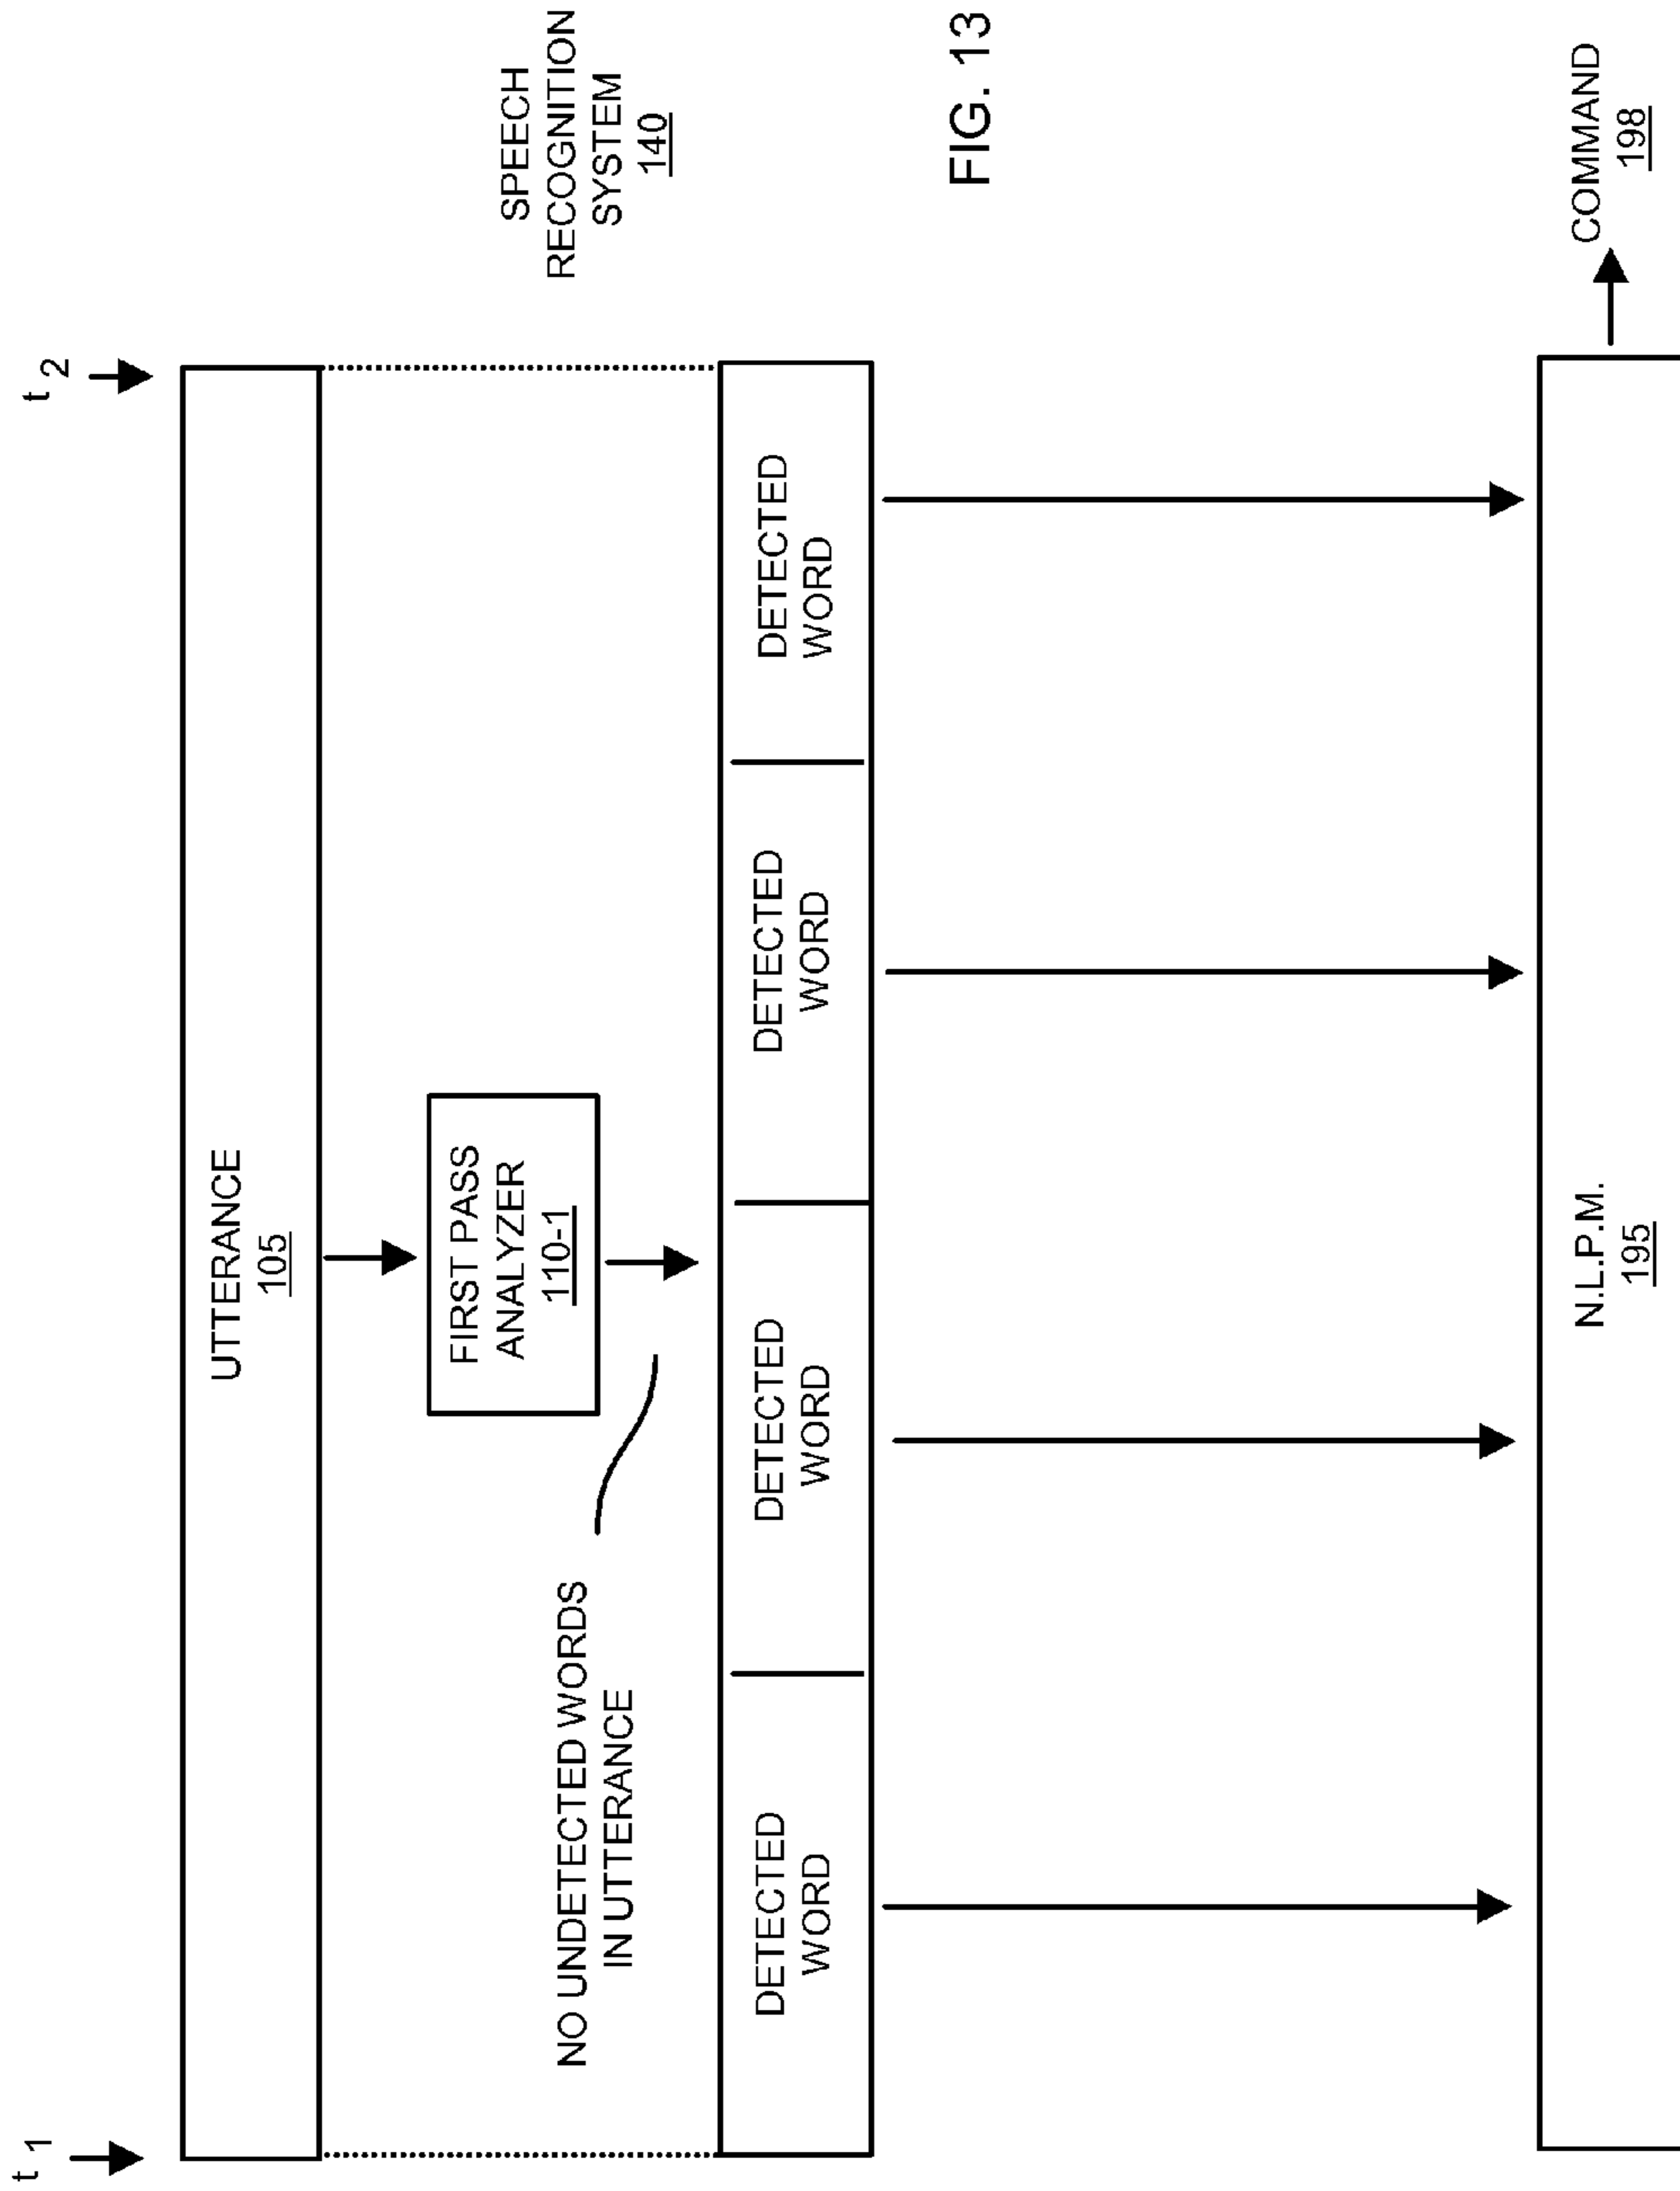 t 1
t 2
UTTERANCE
105
FIRST PASS
ANALYZER
110-1
SPEECH
RECOGNITION
SYSTEM
140
NO UNDETECTED WORDS
IN UTTERANCE
DETECTED
WORD
DETECTED
WORD
DETECTED
WORD
DETECTED
WORD
FIG. 13
N.L.P.M.
195
COMMAND
198